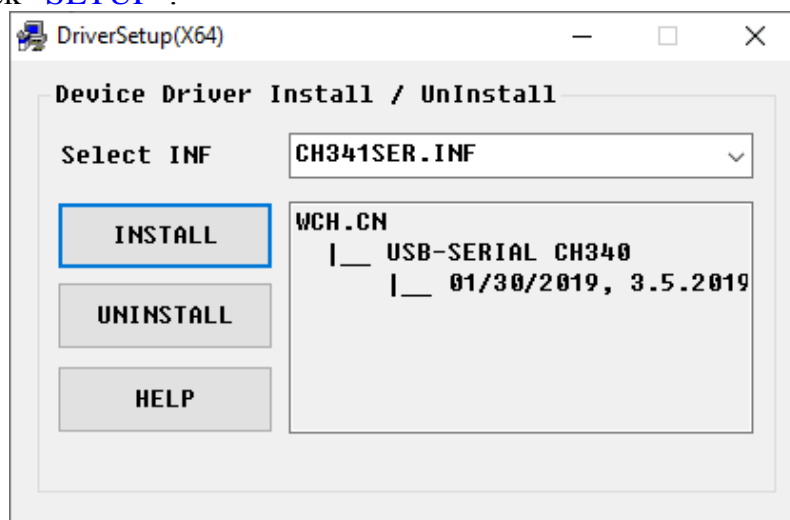 "SETUP".
DriverSetup(X64)
Device Driver Install / UnInstall
Select INF
CH341SER.INF
INSTALL
UNINSTALL
HELP
WCH.CN
|__ USB-SERIAL CH340
|__ 01/30/2019, 3.5.2019